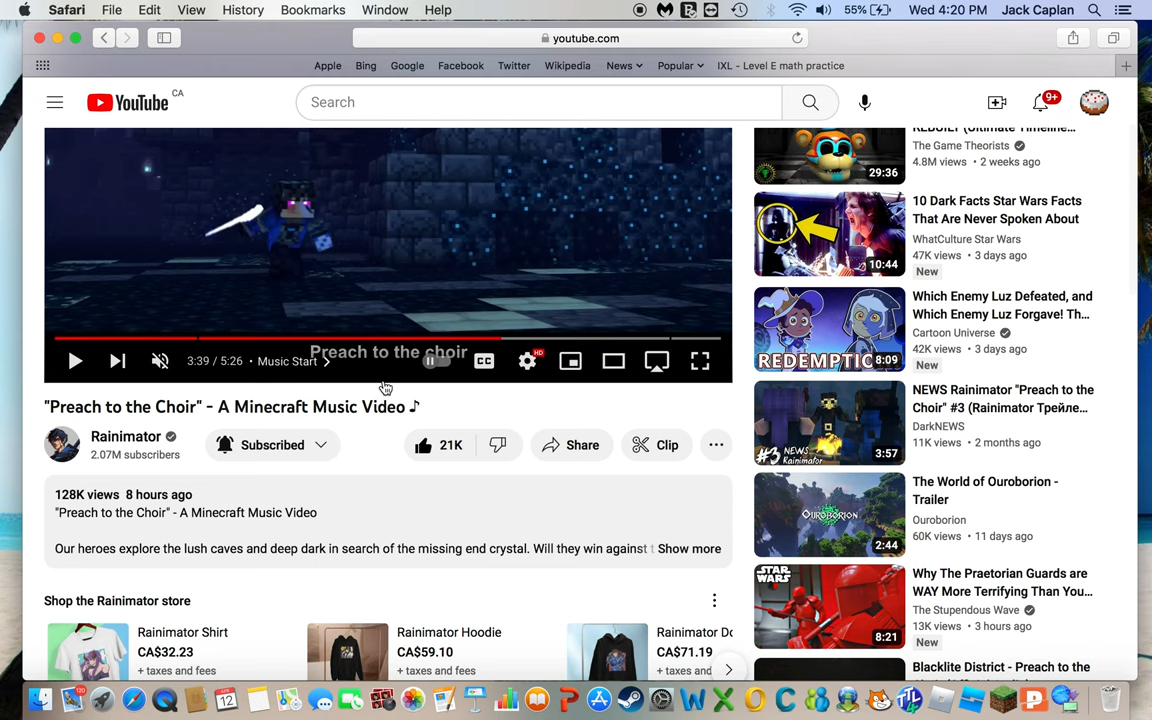 Safari File Edit View History Bookmarks Window Help 55% Wed 4:20 PM Jack Caplan
youtube.com
Apple Bing Google Facebook Twitter Wikipedia News Popular IXL - Level E math practice
YouTube CA Search 9+
Preach to the choir
3:39 / 5:26 • Music Start CC HD
"Preach to the Choir" - A Minecraft Music Video ♪
Rainimator
2.07M subscribers
Subscribed 21K Share Clip
128K views 8 hours ago
"Preach to the Choir" - A Minecraft Music Video
Our heroes explore the lush caves and deep dark in search of the missing end crystal. Will they win against t Show more
Shop the Rainimator store
Rainimator Shirt
CA$32.23
+ taxes and fees
Rainimator Hoodie
CA$59.10
+ taxes and fees
Rainimator Do
CA$71.19
+ taxes and
REBUILT (Ultimate Timeline...
The Game Theorists
4.8M views • 2 weeks ago
29:36
10 Dark Facts Star Wars Facts
That Are Never Spoken About
WhatCulture Star Wars
47K views • 3 days ago
New
10:44
Which Enemy Luz Defeated, and
Which Enemy Luz Forgave! Th...
Cartoon Universe
42K views • 3 days ago
New
REDEMPTIC 8:09
NEWS Rainimator "Preach to the
Choir" #3 (Rainimator Трейле...
DarkNEWS
11K views • 2 months ago
#3 NEWS
Rainimator
3:57
The World of Ouroborion -
Trailer
Ouroborion
60K views • 11 days ago
OUROBORION
2:44
Why The Praetorian Guards are
WAY More Terrifying Than You...
The Stupendous Wave
13K views • 3 hours ago
New
STAR
WARS
8:21
Blacklite District - Preach to the